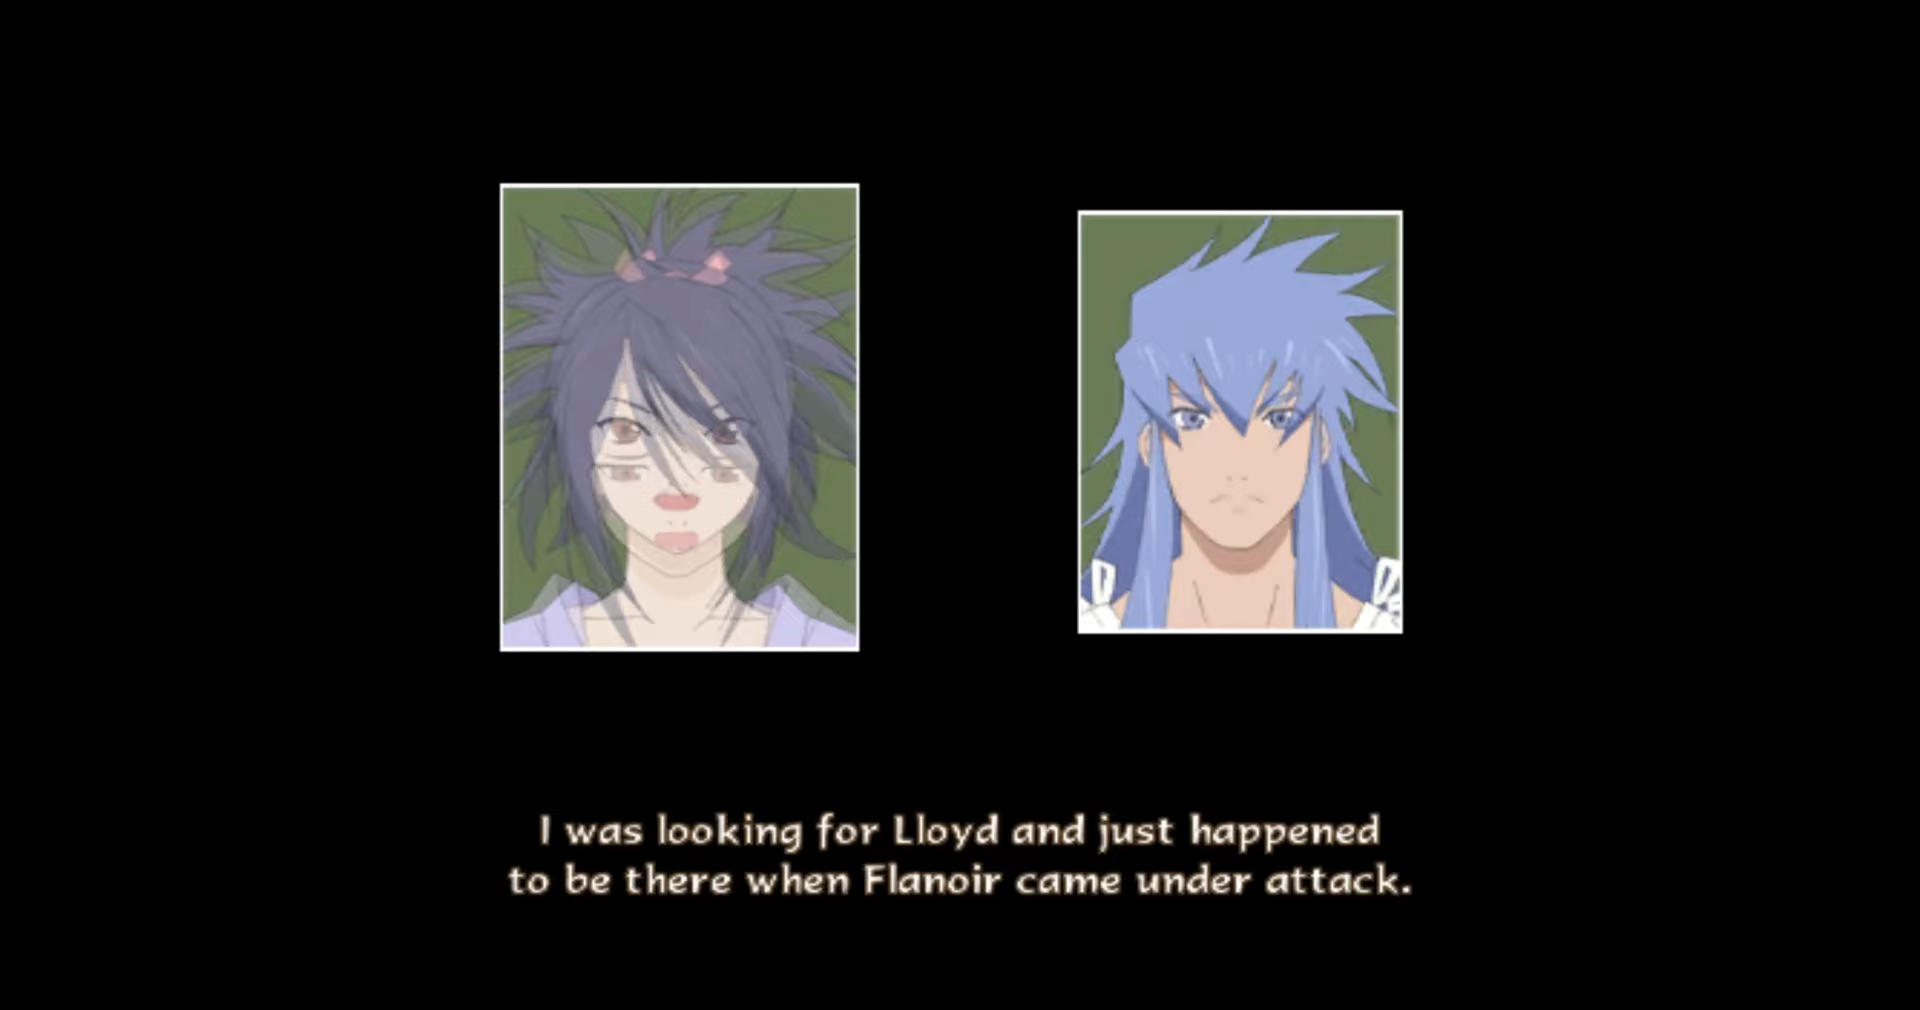 I was looking for Lloyd and just happened
to be there when Flanoir came under attack.